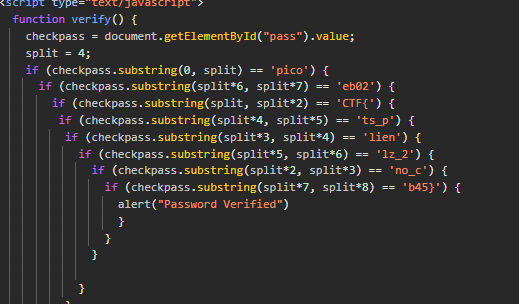 <script type="text/javascript">
function verify() {
checkpass = document.getElementById("pass").value;
split = 4;
if (checkpass.substring(0, split) == 'pico') {
if (checkpass.substring(split*6, split*7) == 'eb02') {
if (checkpass.substring(split, split*2) == 'CTF{') {
if (checkpass.substring(split*4, split*5) == 'ts_p') {
if (checkpass.substring(split*3, split*4) == 'lien') {
if (checkpass.substring(split*5, split*6) == 'lz_2') {
if (checkpass.substring(split*2, split*3) == 'no_c') {
if (checkpass.substring(split*7, split*8) == 'b45}') {
alert("Password Verified")
}
}
}
}